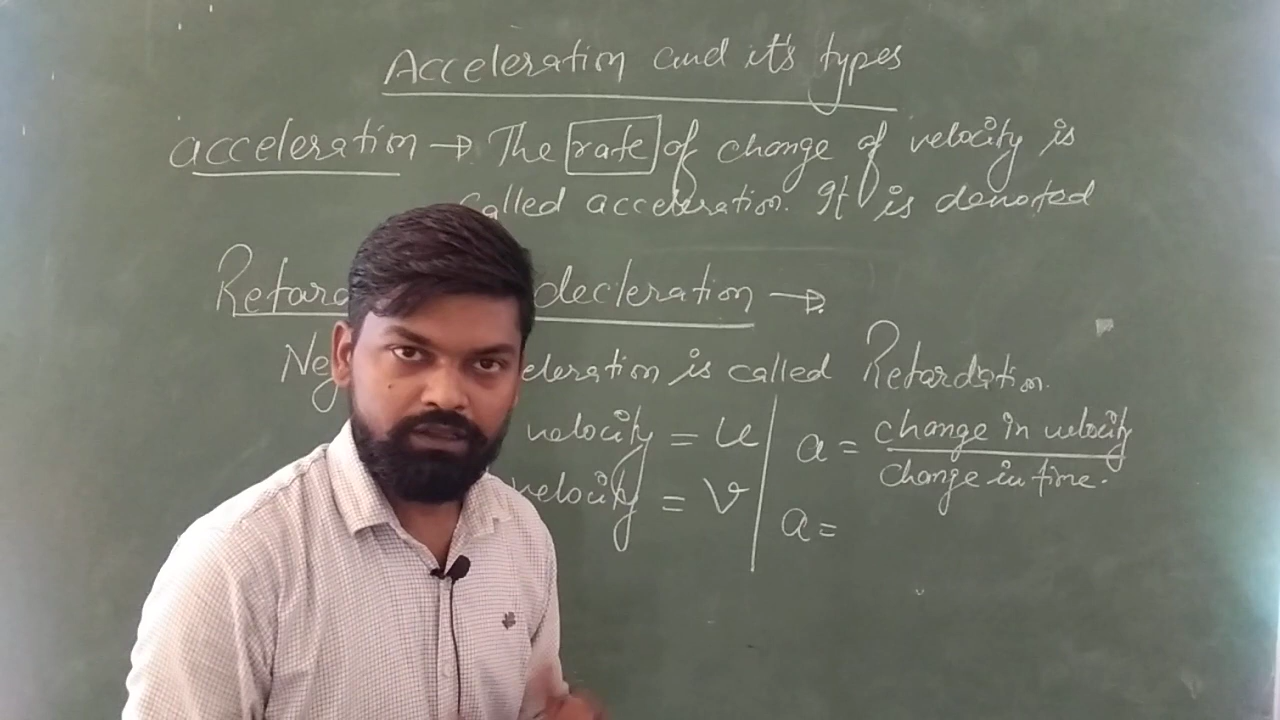 Acceleration and it's types
acceleration → The rate of change of velocity is
called acceleration. It is denoted
Retard decleration →
Neg eleration is called Retardation.
velocity = u
velocity = v
a = change in velocity
change in time.
a =